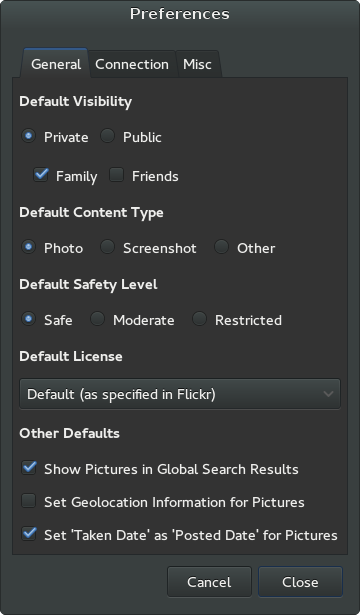 Preferences
General Connection Misc
Default Visibility
Private Public
Family Friends
Default Content Type
Photo Screenshot Other
Default Safety Level
Safe Moderate Restricted
Default License
Default (as specified in Flickr)
Other Defaults
Show Pictures in Global Search Results
Set Geolocation Information for Pictures
Set 'Taken Date' as 'Posted Date' for Pictures
Cancel Close